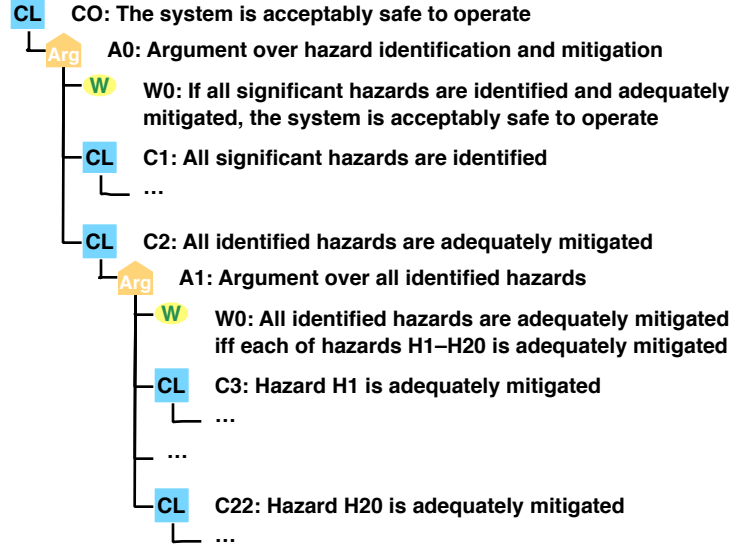 CL CO: The system is acceptably safe to operate
Arg A0: Argument over hazard identification and mitigation
W W0: If all significant hazards are identified and adequately
mitigated, the system is acceptably safe to operate
CL C1: All significant hazards are identified
...
CL C2: All identified hazards are adequately mitigated
Arg A1: Argument over all identified hazards
W W0: All identified hazards are adequately mitigated
iff each of hazards H1–H20 is adequately mitigated
CL C3: Hazard H1 is adequately mitigated
...
...
CL C22: Hazard H20 is adequately mitigated
...